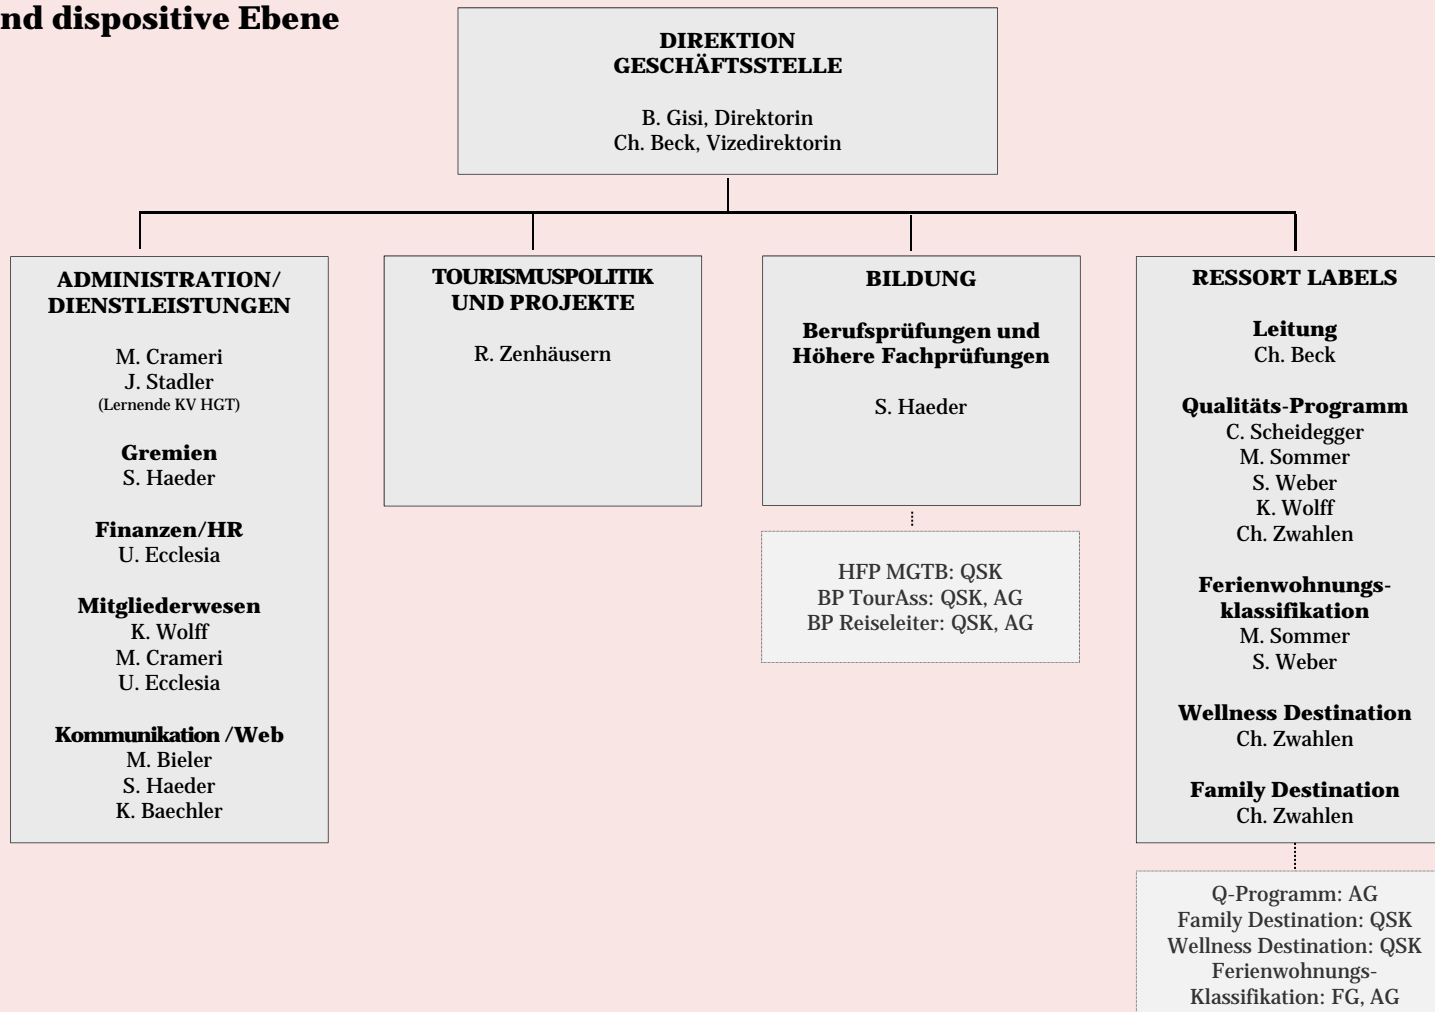 nd dispositive Ebene
DIREKTION
GESCHÄFTSSTELLE
B. Gisi, Direktorin
Ch. Beck, Vizedirektorin
ADMINISTRATION/
DIENSTLEISTUNGEN
M. Crameri
J. Stadler
(Lernende KV HGT)
Gremien
S. Haeder
Finanzen/HR
U. Ecclesia
Mitgliederwesen
K. Wolff
M. Crameri
U. Ecclesia
Kommunikation /Web
M. Bieler
S. Haeder
K. Baechler
TOURISMUSPOLITIK
UND PROJEKTE
R. Zenhäusern
BILDUNG
Berufsprüfungen und
Höhere Fachprüfungen
S. Haeder
HFP MGTB: QSK
BP TourAss: QSK, AG
BP Reiseleiter: QSK, AG
RESSORT LABELS
Leitung
Ch. Beck
Qualitäts-Programm
C. Scheidegger
M. Sommer
S. Weber
K. Wolff
Ch. Zwahlen
Ferienwohnungs-
klassifikation
M. Sommer
S. Weber
Wellness Destination
Ch. Zwahlen
Family Destination
Ch. Zwahlen
Q-Programm: AG
Family Destination: QSK
Wellness Destination: QSK
Ferienwohnungs-
Klassifikation: FG, AG